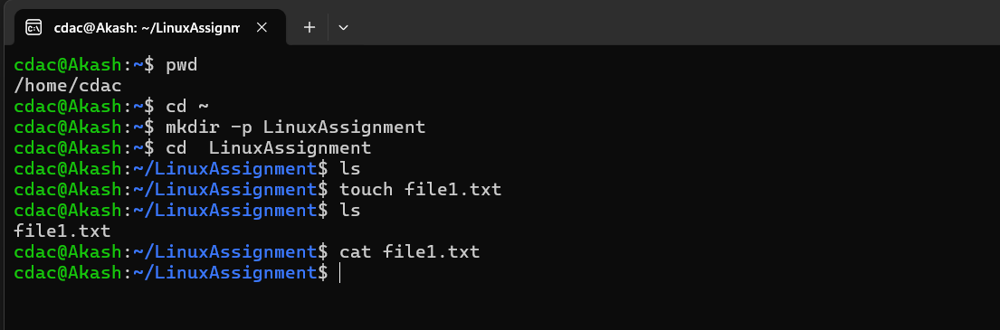 cdac@Akash: ~/LinuxAssignm
cdac@Akash:~$ pwd
/home/cdac
cdac@Akash:~$ cd ~
cdac@Akash:~$ mkdir -p LinuxAssignment
cdac@Akash:~$ cd  LinuxAssignment
cdac@Akash:~/LinuxAssignment$ ls
cdac@Akash:~/LinuxAssignment$ touch file1.txt
cdac@Akash:~/LinuxAssignment$ ls
file1.txt
cdac@Akash:~/LinuxAssignment$ cat file1.txt
cdac@Akash:~/LinuxAssignment$